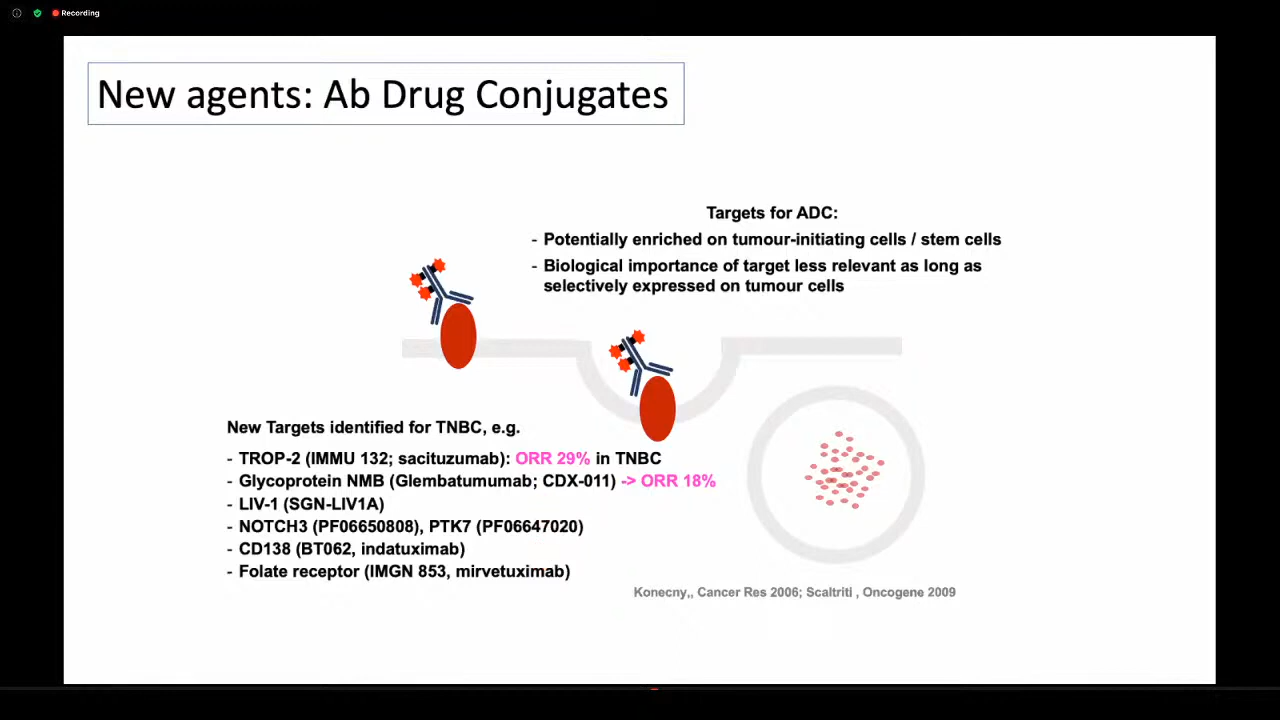 Recording
New agents: Ab Drug Conjugates
Targets for ADC:
- Potentially enriched on tumour-initiating cells / stem cells
- Biological importance of target less relevant as long as
selectively expressed on tumour cells
New Targets identified for TNBC, e.g.
- TROP-2 (IMMU 132; sacituzumab): ORR 29% in TNBC
- Glycoprotein NMB (Glembatumumab; CDX-011) -> ORR 18%
- LIV-1 (SGN-LIV1A)
- NOTCH3 (PF06650808), PTK7 (PF06647020)
- CD138 (BT062, indatuximab)
- Folate receptor (IMGN 853, mirvetuximab)
Konecny,, Cancer Res 2006; Scaltriti , Oncogene 2009